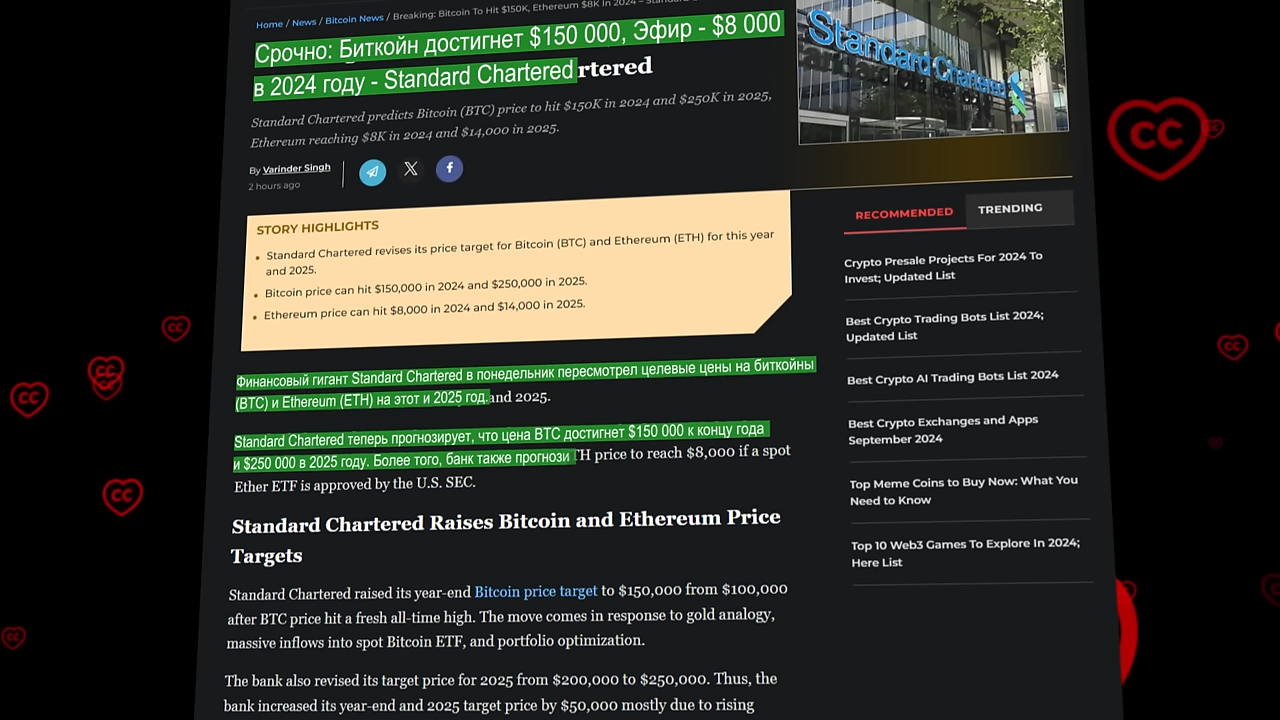 Home / News / Bitcoin News / Breaking: Bitcoin To Hit $150K, Ethereum $8K In 2024 –
Срочно: Биткойн достигнет $150 000, Эфир - $8 000
в 2024 году - Standard Chartered rtered
Standard Chartered predicts Bitcoin (BTC) price to hit $150K in 2024 and $250K in 2025,
Ethereum reaching $8K in 2024 and $14,000 in 2025.
By Varinder Singh
2 hours ago
Standard Chartered
STORY HIGHLIGHTS
• Standard Chartered revises its price target for Bitcoin (BTC) and Ethereum (ETH) for this year
and 2025.
• Bitcoin price can hit $150,000 in 2024 and $250,000 in 2025.
• Ethereum price can hit $8,000 in 2024 and $14,000 in 2025.
Финансовый гигант Standard Chartered в понедельник пересмотрел целевые цены на биткойны
(BTC) и Ethereum (ETH) на этот и 2025 год. and 2025.
Standard Chartered теперь прогнозирует, что цена BTC достигнет $150 000 к концу года
и $250 000 в 2025 году. Более того, банк также прогнози TH price to reach $8,000 if a spot
Ether ETF is approved by the U.S. SEC.
Standard Chartered Raises Bitcoin and Ethereum Price
Targets
Standard Chartered raised its year-end Bitcoin price target to $150,000 from $100,000
after BTC price hit a fresh all-time high. The move comes in response to gold analogy,
massive inflows into spot Bitcoin ETF, and portfolio optimization.
The bank also revised its target price for 2025 from $200,000 to $250,000. Thus, the
bank increased its year-end and 2025 target price by $50,000 mostly due to rising
RECOMMENDED
TRENDING
Crypto Presale Projects For 2024 To
Invest; Updated List
Best Crypto Trading Bots List 2024;
Updated List
Best Crypto AI Trading Bots List 2024
Best Crypto Exchanges and Apps
September 2024
Top Meme Coins to Buy Now: What You
Need to Know
Top 10 Web3 Games To Explore In 2024;
Here List
CC
CC
CC
CC
CC
CC
CC
CC
CC